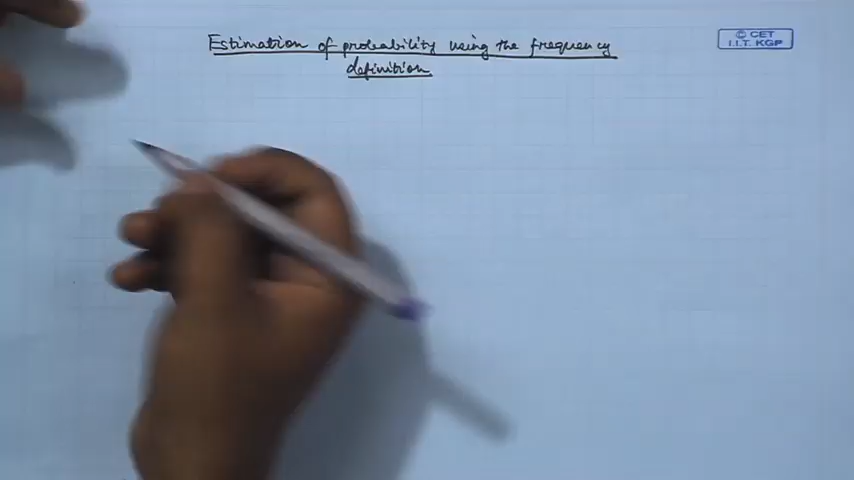 Estimation of probability using the frequency
definition
© CET
I.I.T. KGP